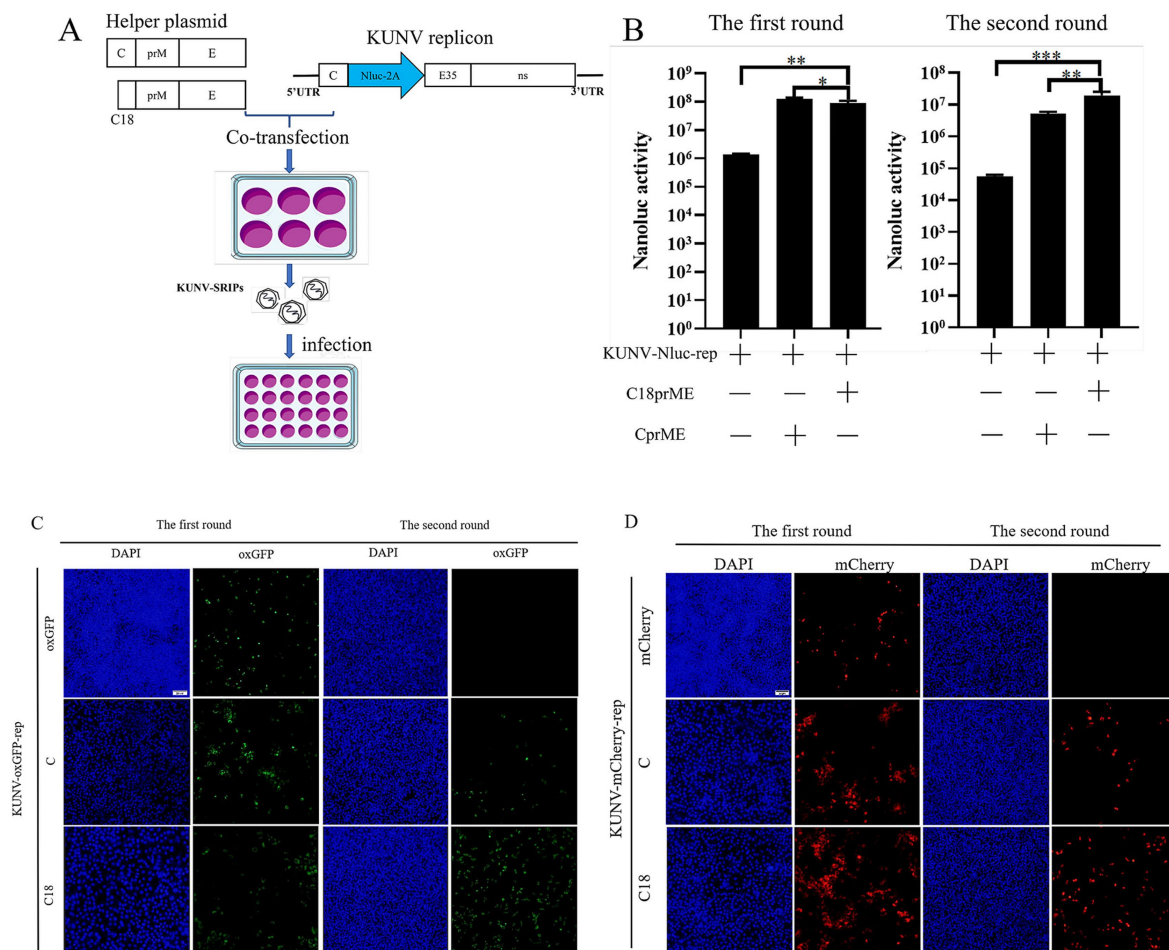 A
Helper plasmid
C prM E
prM E
C18
KUNV replicon
C Nluc-2A E35 ns
5'UTR 3'UTR
Co-transfection
KUNV-SRIPs
infection
B
The first round
The second round
Nanoluc activity
10⁹
10⁸
10⁷
10⁶
10⁵
10⁴
10³
10²
10¹
10⁰
**
*
Nanoluc activity
10⁸
10⁷
10⁶
10⁵
10⁴
10³
10²
10¹
10⁰
***
**
KUNV-Nluc-rep + + + + + +
C18prME — — + — — +
CprME — + — — + —
C
The first round The second round
DAPI oxGFP DAPI oxGFP
KUNV-oxGFP-rep
oxGFP
C
C18
D
The first round The second round
DAPI mCherry DAPI mCherry
KUNV-mCherry-rep
mCherry
C
C18